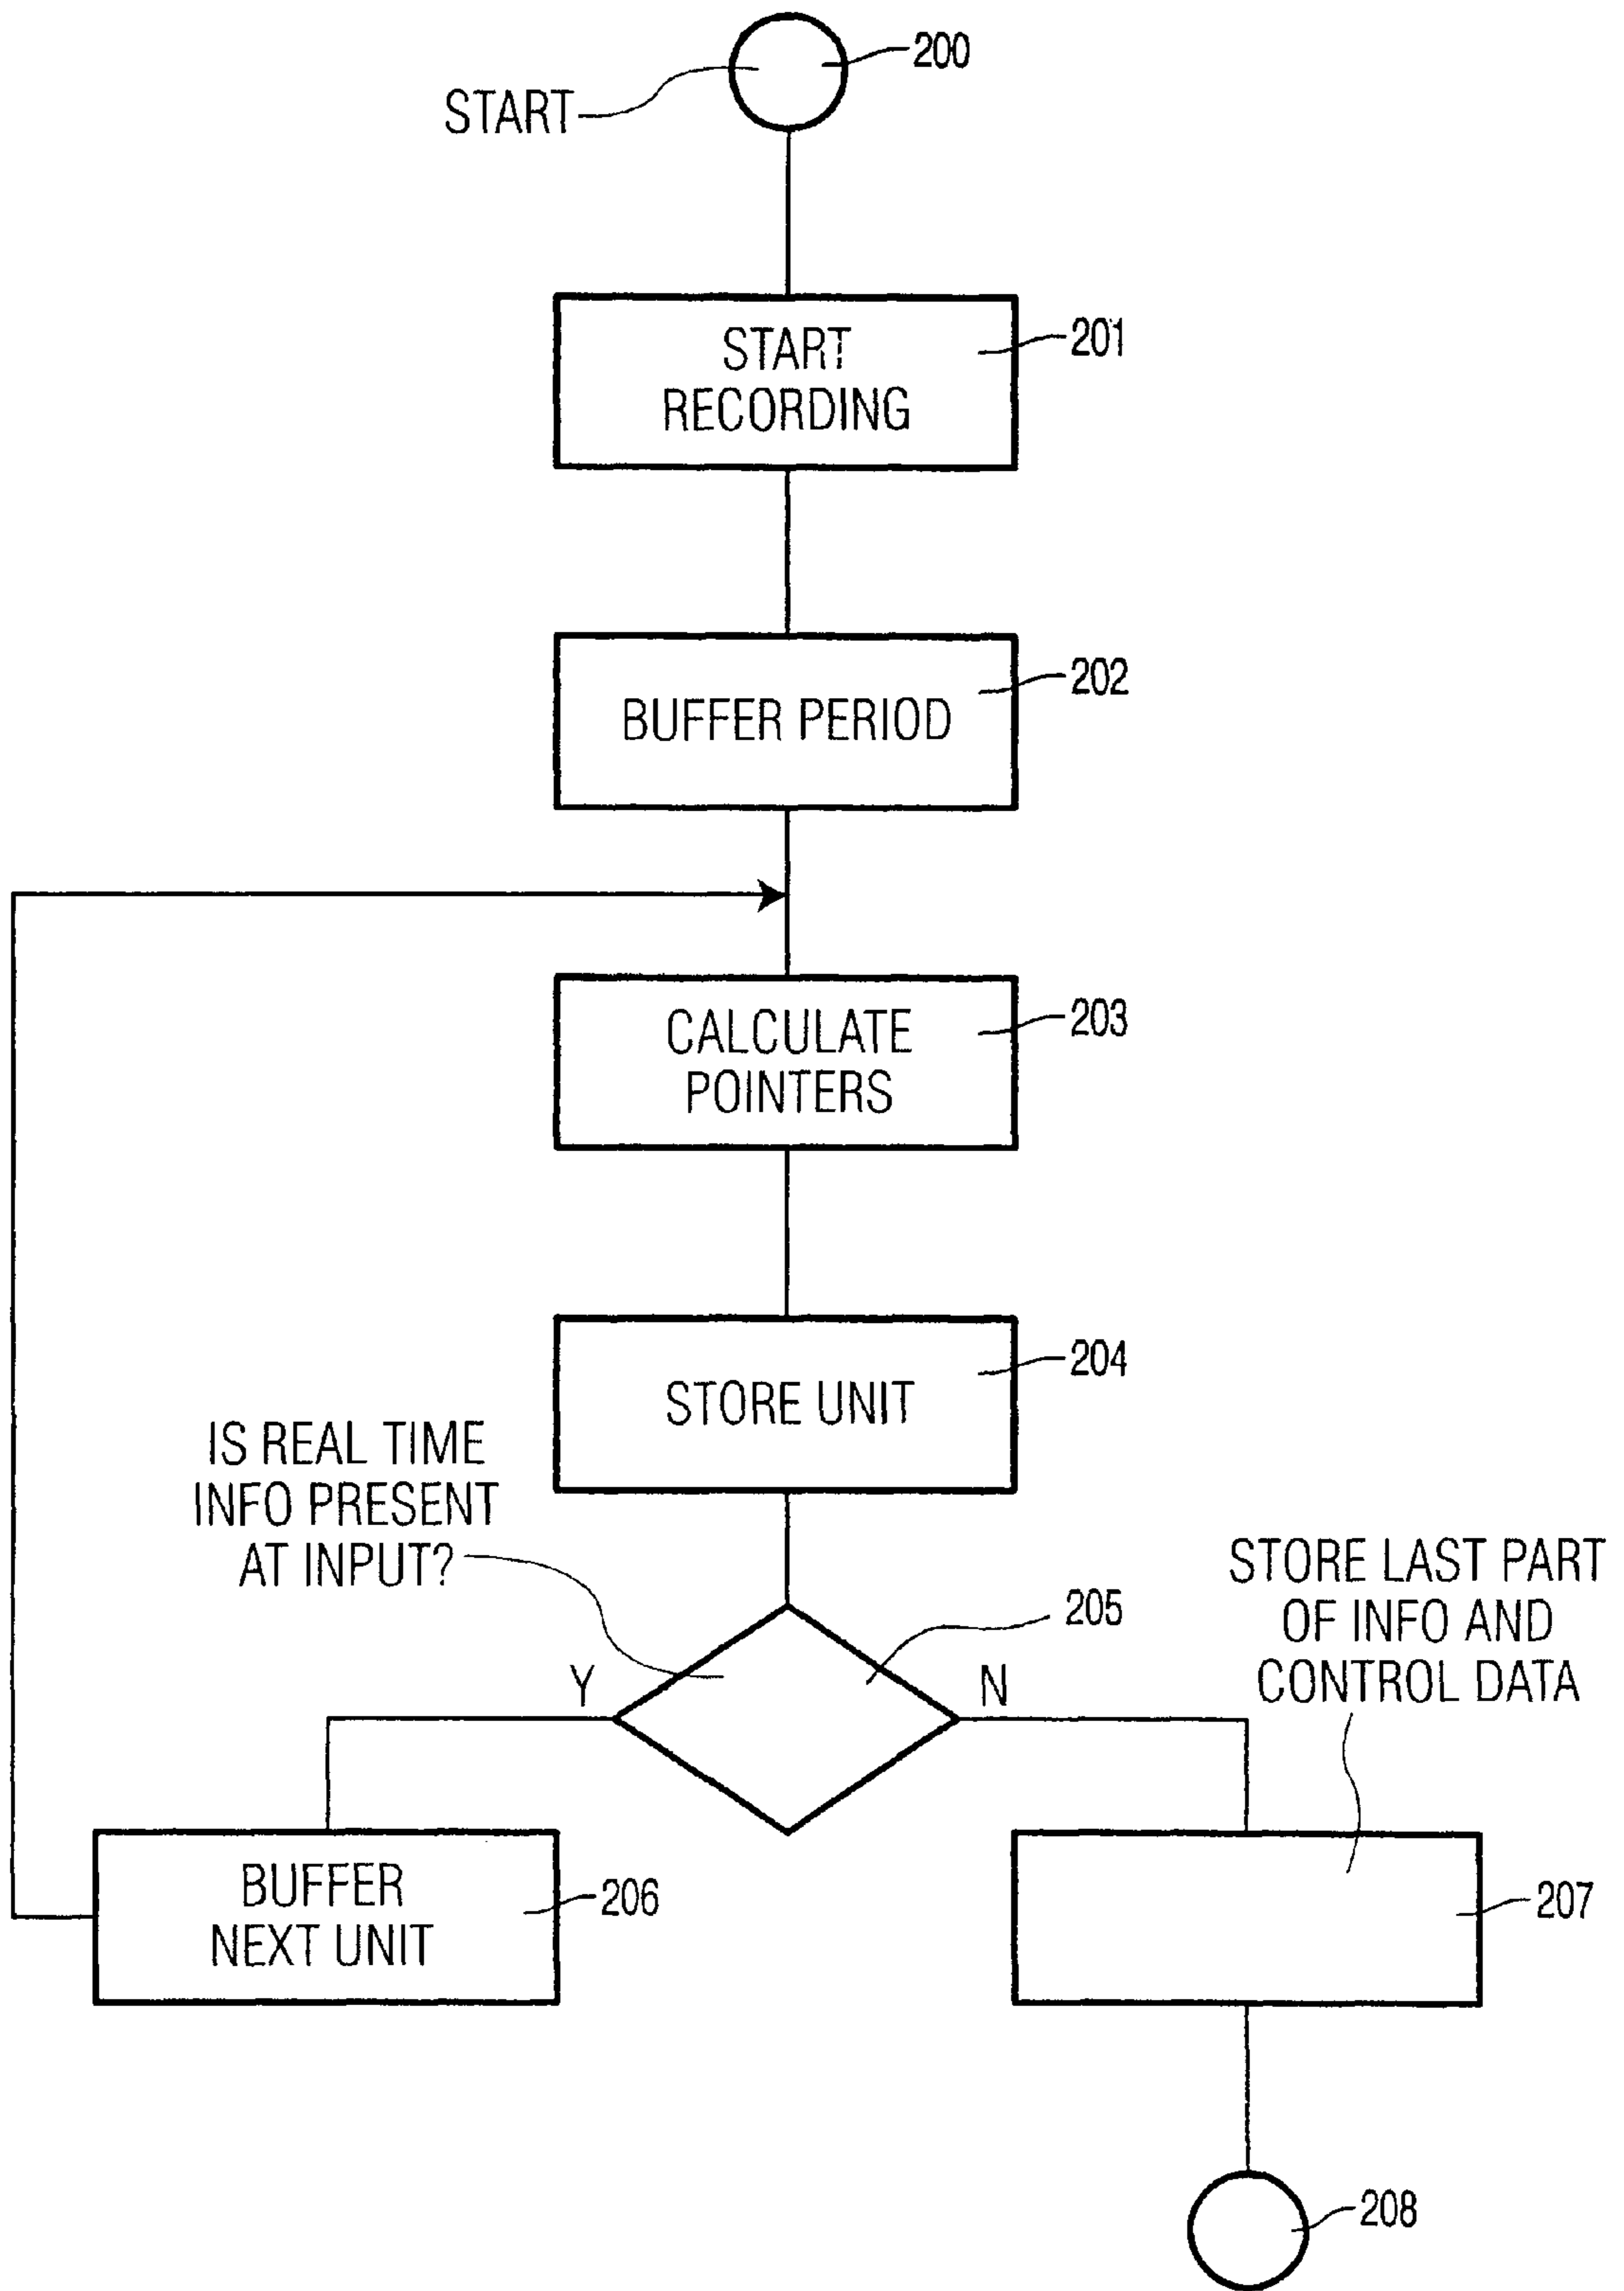 200
START
START
RECORDING
201
BUFFER PERIOD
202
CALCULATE
POINTERS
203
STORE UNIT
204
IS REAL TIME
INFO PRESENT
AT INPUT?
205
Y
N
STORE LAST PART
OF INFO AND
CONTROL DATA
BUFFER
NEXT UNIT
206
207
208